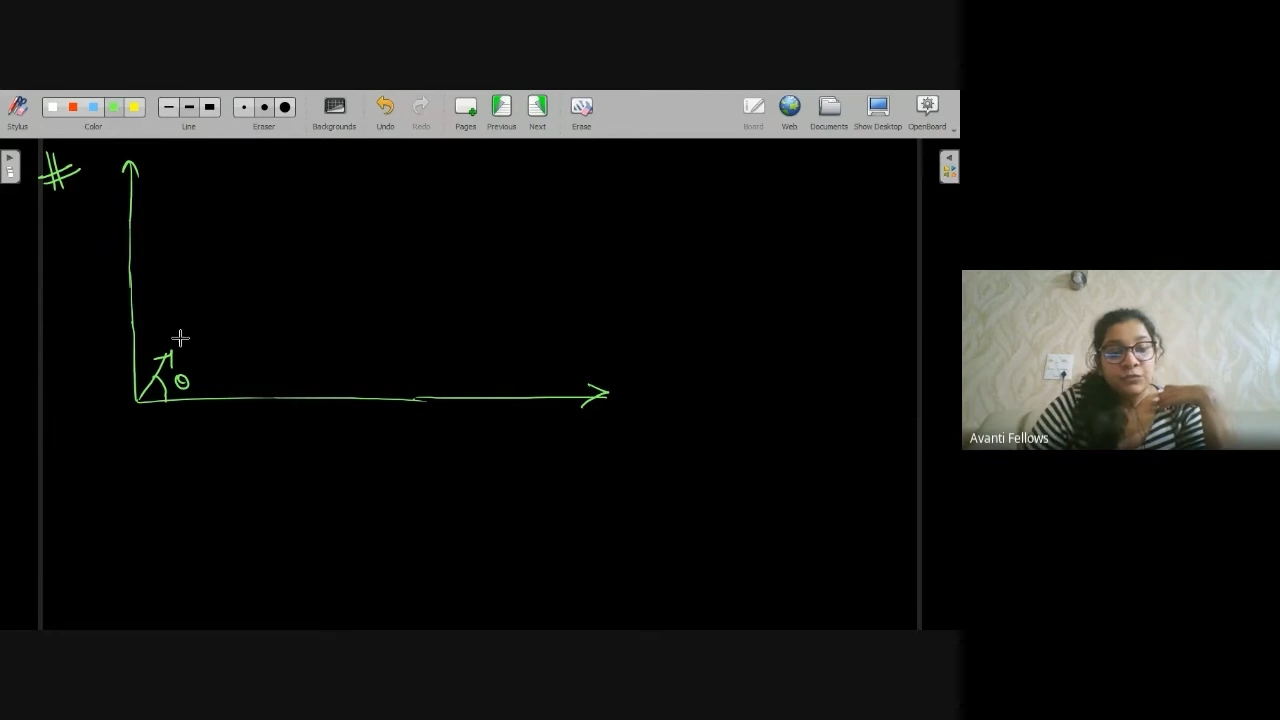 Stylus Color Line Eraser Backgrounds Undo Redo Pages Previous Next Erase Board Web Documents Show Desktop OpenBoard
#
θ
Avanti Fellows